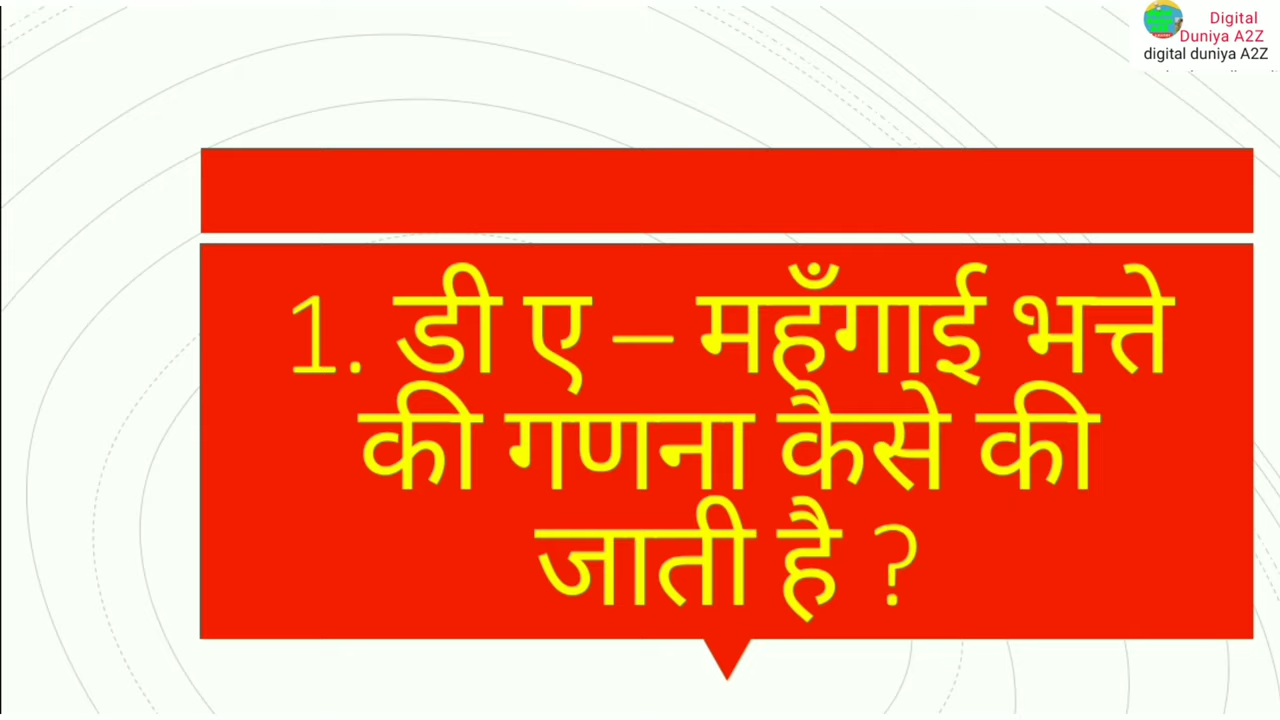 Digital
Duniya A2Z
digital duniya A2Z
1. डी ए – महँगाई भत्ते
की गणना कैसे की
जाती है ?